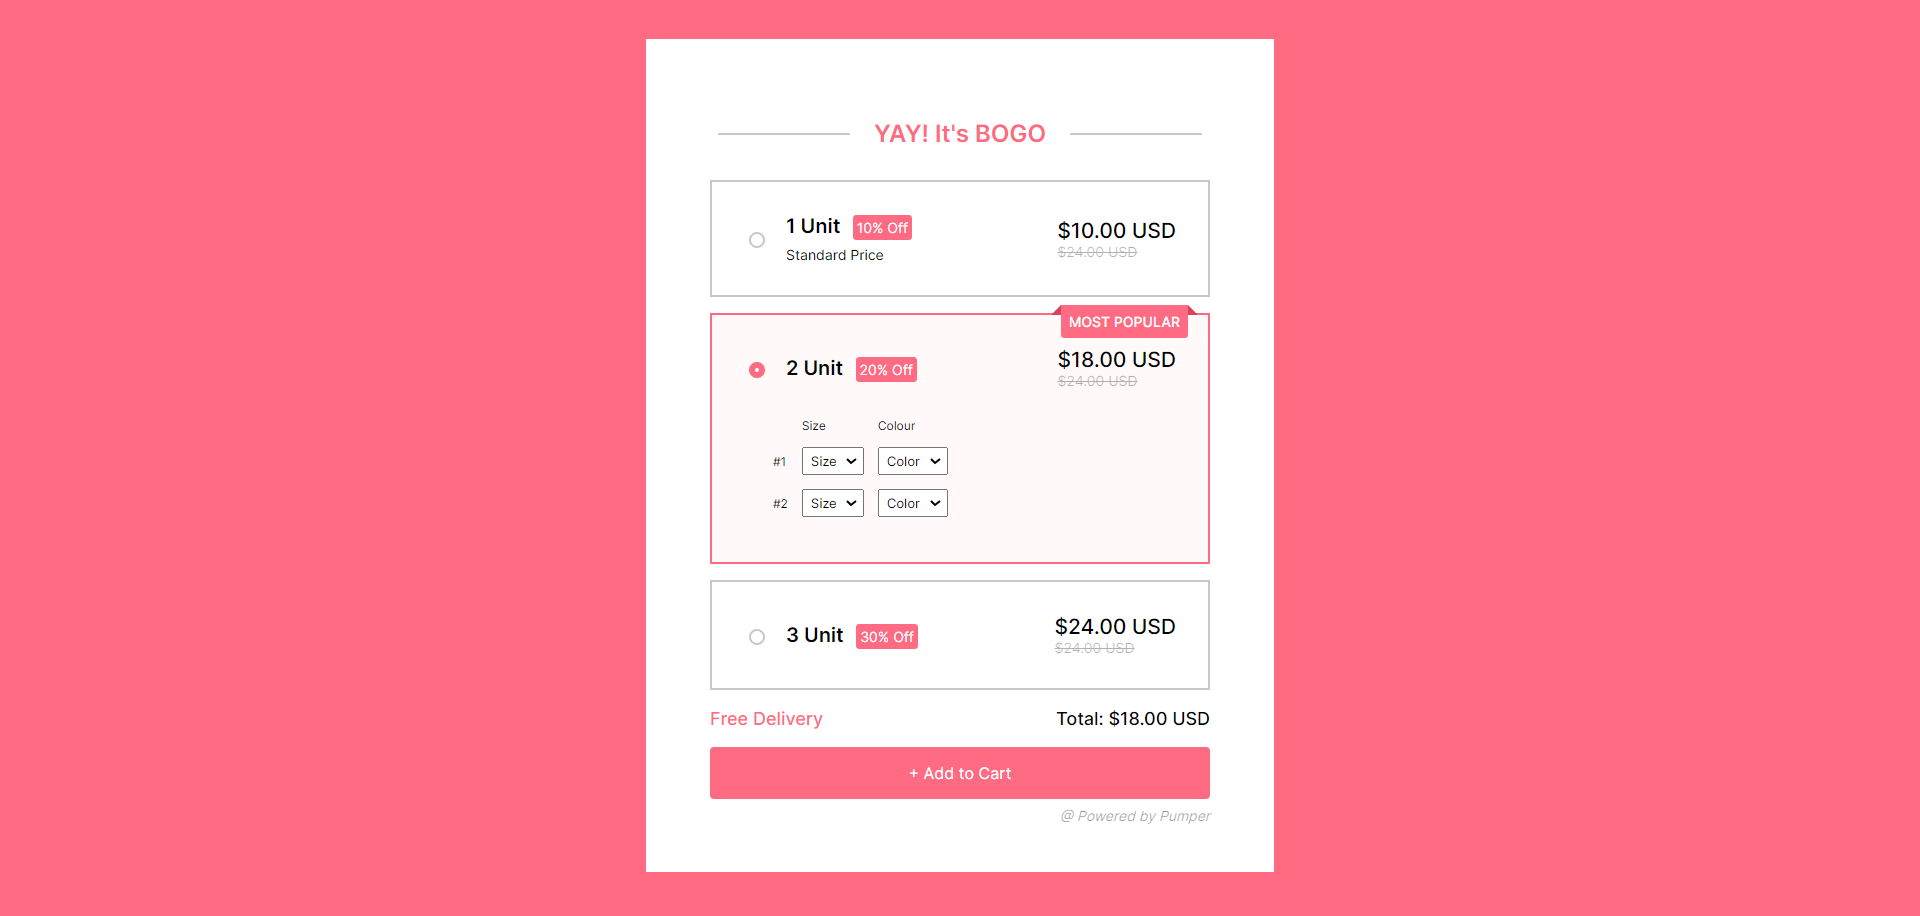 YAY! It's BOGO
1 Unit 10% Off
Standard Price
$10.00 USD
$24.00 USD
MOST POPULAR
2 Unit 20% Off
$18.00 USD
$24.00 USD
Size Colour
#1 Size Color
#2 Size Color
3 Unit 30% Off
$24.00 USD
$24.00 USD
Free Delivery Total: $18.00 USD
+ Add to Cart
@ Powered by Pumper